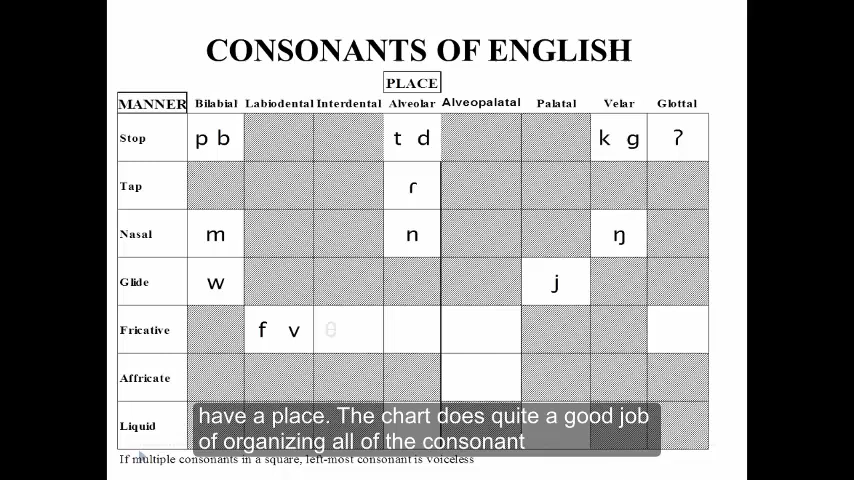 CONSONANTS OF ENGLISH
PLACE
MANNER Bilabial Labiodental Interdental Alveolar Alveopalatal Palatal Velar Glottal
Stop p b t d k g ʔ
Tap ɾ
Nasal m n ŋ
Glide w j
Fricative f v θ
Affricate
Liquid
have a place. The chart does quite a good job
of organizing all of the consonant
If multiple consonants in a square, left-most consonant is voiceless